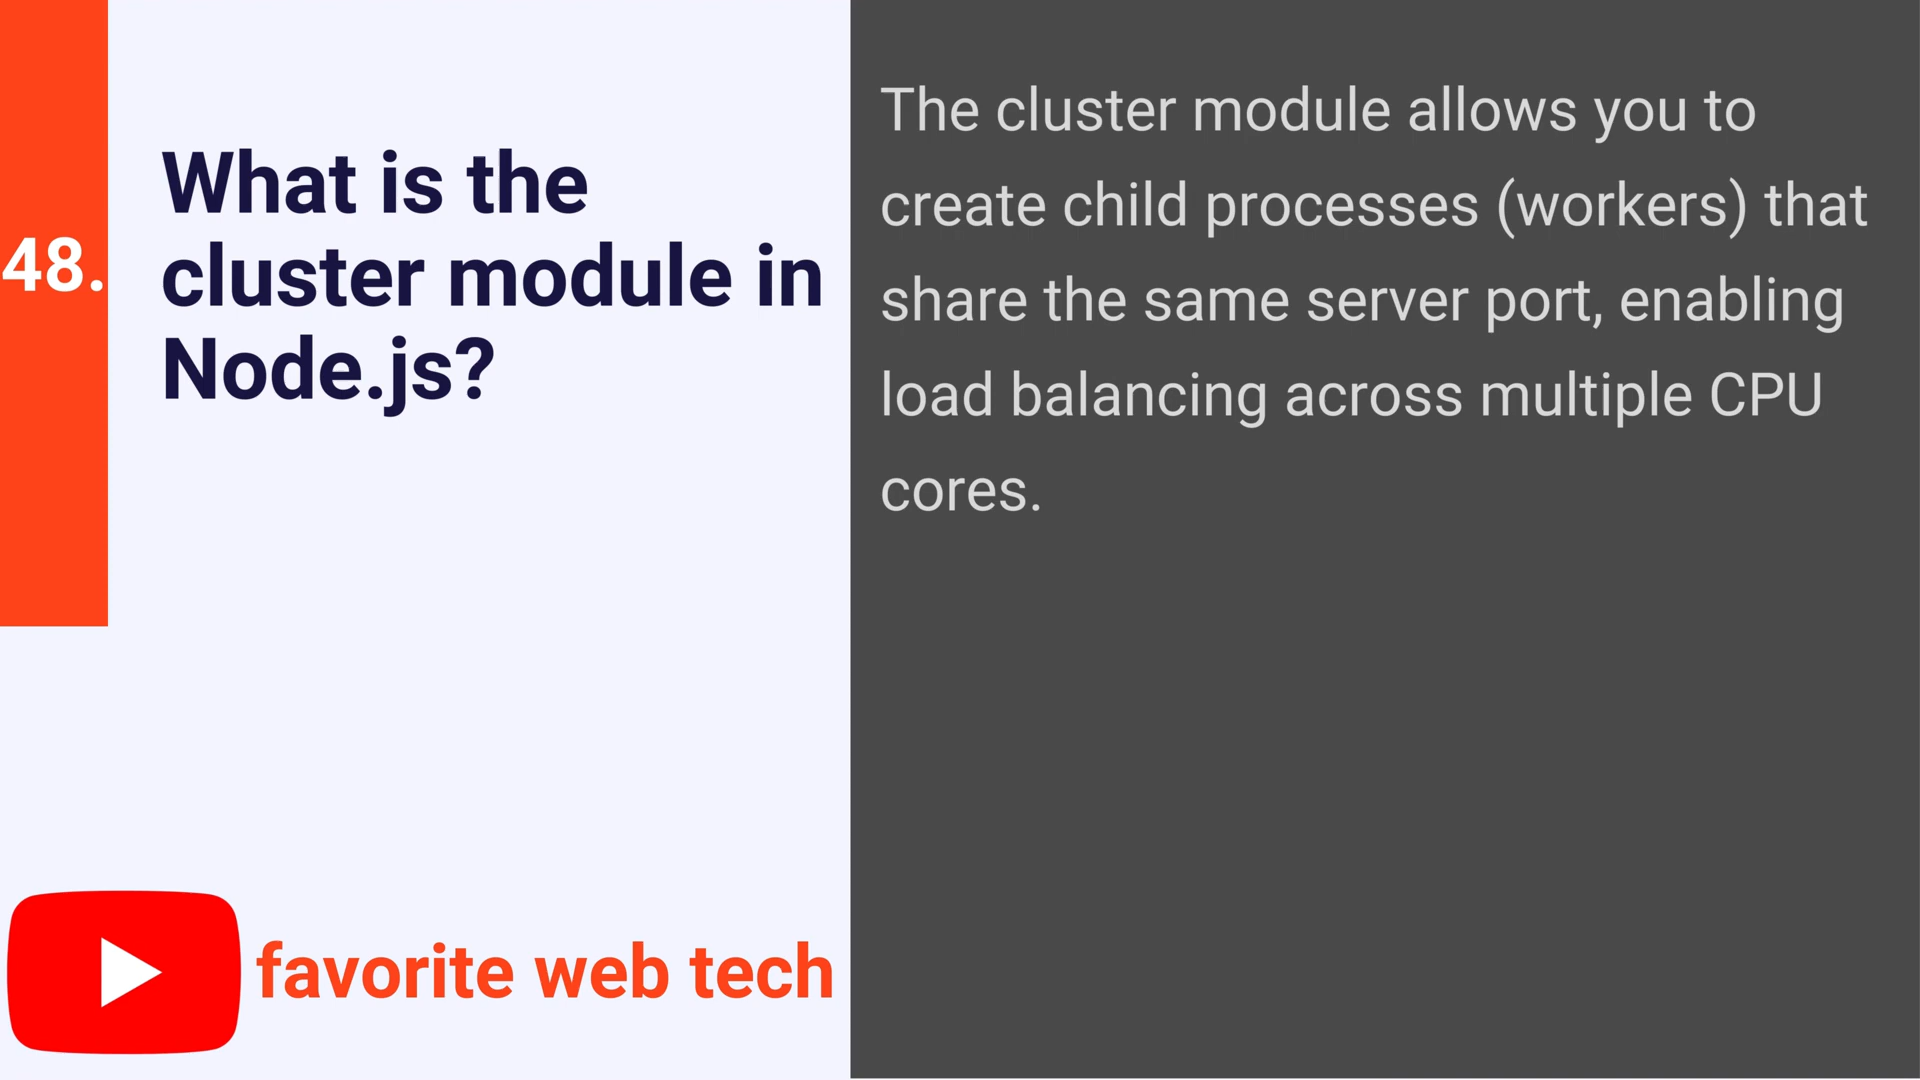 48.
What is the
cluster module in
Node.js?
The cluster module allows you to
create child processes (workers) that
share the same server port, enabling
load balancing across multiple CPU
cores.
favorite web tech